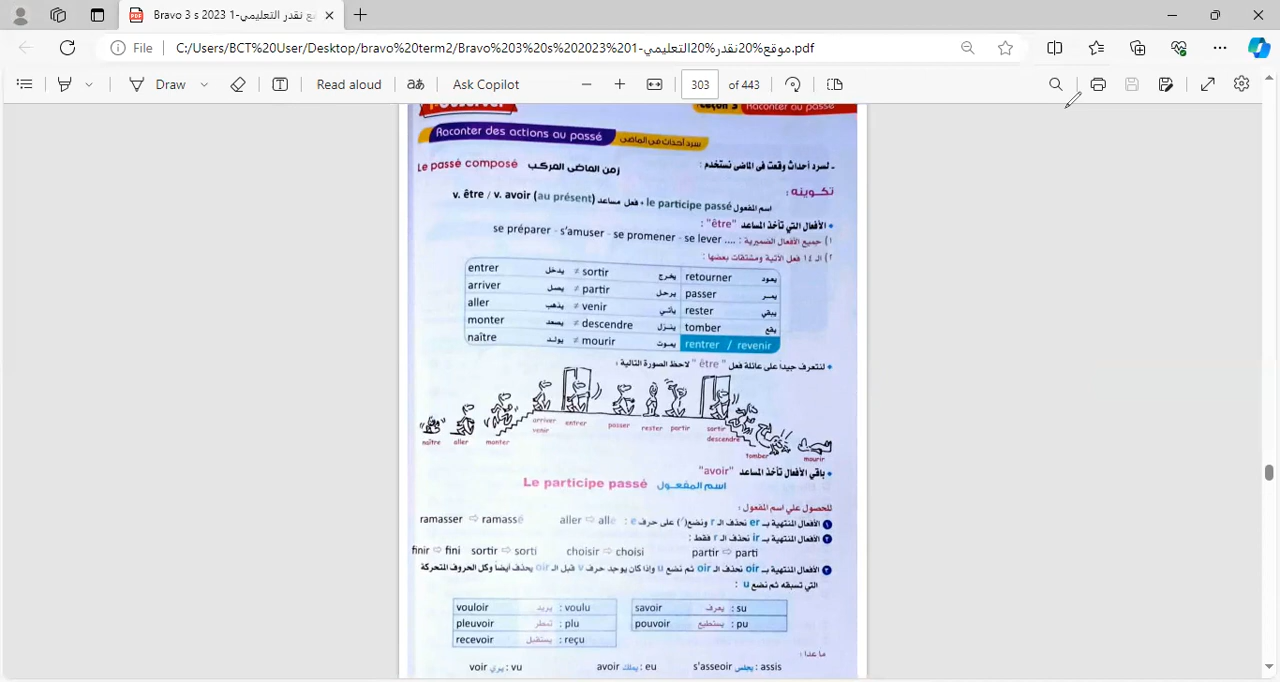 Bravo 3 s 2023 1-نقدر التعليمي
File C:/Users/BCT%20User/Desktop/bravo%20term2/Bravo%203%20s%202023%201-موقع%20نقدر%20التعليمي.pdf
Draw Read aloud aあ Ask Copilot 303 of 443
1-Observer Leçon 3 Raconter au passé
Raconter des actions au passé سرد أحداث في الماضي
- لسرد أحداث وقعت في الماضي نستخدم :
Le passé composé زمن الماضى المركب
تكوينه :
v. être / v. avoir (au présent) فعل مساعد + le participe passé اسم المفعول
• الأفعال التي تأخذ المساعد "être" :
١) جميع الأفعال الضميرية : se préparer - s'amuser - se promener - se lever ....
٢) الـ ١٤ فعل الآتية ومشتقات بعضها :
entrer يدخل ≠ sortir يخرج retourner يعود
arriver يصل ≠ partir يرحل passer يمر
aller يذهب ≠ venir يأتي rester يبقي
monter يصعد ≠ descendre ينزل tomber يقع
naître يولد ≠ mourir يموت rentrer / revenir
• لنتعرف جيداً على عائلة فعل "être" لاحظ الصورة التالية :
naître aller monter arriver venir entrer passer rester partir sortir descendre tomber mourir
• باقي الأفعال تأخذ المساعد "avoir"
Le participe passé اسم المفعول
للحصول علي اسم المفعول :
١ الأفعال المنتهية بـ er نحذف الـ r ونضع (´) على حرف e : aller ⇨ allé ramasser ⇨ ramassé
٢ الأفعال المنتهية بـ ir نحذف الـ r فقط :
finir ⇨ fini sortir ⇨ sorti choisir ⇨ choisi partir ⇨ parti
٣ الأفعال المنتهية بـ oir نحذف الـ oir ثم نضع u وإذا كان يوجد حرف v قبل الـ oir يحذف أيضاً وكل الحروف المتحركة
التي تسبقه ثم نضع u :
vouloir يريد : voulu savoir يعرف : su
pleuvoir تمطر : plu pouvoir يستطيع : pu
recevoir يستقبل : reçu
ما عدا :
voir يري : vu avoir يملك : eu s'asseoir يجلس : assis